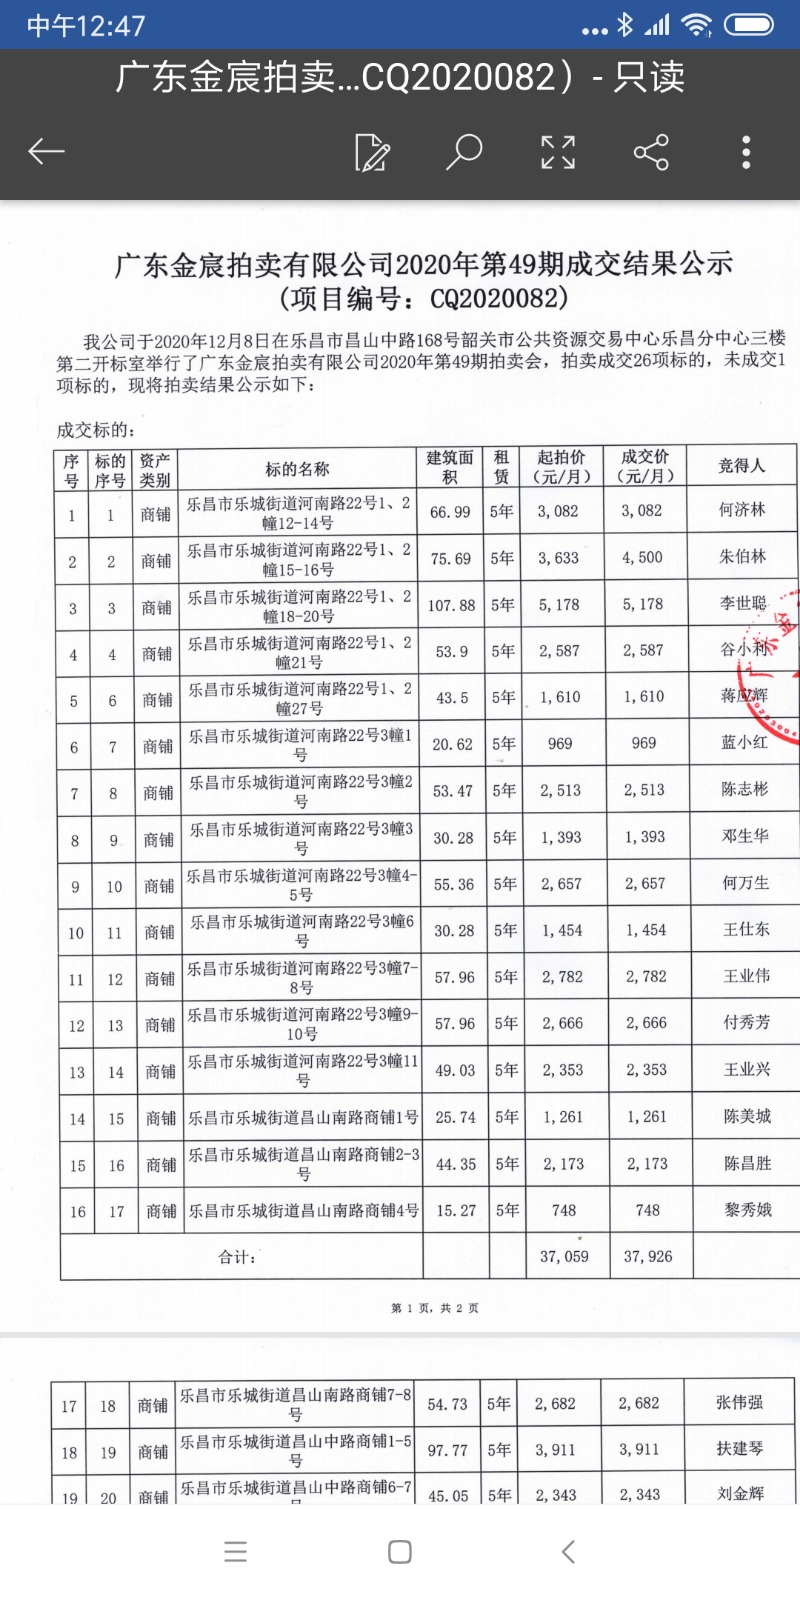 中午12:47
广东金宸拍卖...CQ2020082）- 只读
广东金宸拍卖有限公司2020年第49期成交结果公示
(项目编号：CQ2020082)
我公司于2020年12月8日在乐昌市昌山中路168号韶关市公共资源交易中心乐昌分中心三楼
第二开标室举行了广东金宸拍卖有限公司2020年第49期拍卖会，拍卖成交26项标的，未成交1
项标的，现将拍卖结果公示如下：
成交标的：
序号 标的序号 资产类别 标的名称 建筑面积 租赁 起拍价（元/月） 成交价（元/月） 竞得人
1 1 商铺 乐昌市乐城街道河南路22号1、2幢12-14号 66.99 5年 3,082 3,082 何济林
2 2 商铺 乐昌市乐城街道河南路22号1、2幢15-16号 75.69 5年 3,633 4,500 朱伯林
3 3 商铺 乐昌市乐城街道河南路22号1、2幢18-20号 107.88 5年 5,178 5,178 李世聪
4 4 商铺 乐昌市乐城街道河南路22号1、2幢21号 53.9 5年 2,587 2,587 谷小利
5 6 商铺 乐昌市乐城街道河南路22号1、2幢27号 43.5 5年 1,610 1,610 蒋应辉
6 7 商铺 乐昌市乐城街道河南路22号3幢1号 20.62 5年 969 969 蓝小红
7 8 商铺 乐昌市乐城街道河南路22号3幢2号 53.47 5年 2,513 2,513 陈志彬
8 9 商铺 乐昌市乐城街道河南路22号3幢3号 30.28 5年 1,393 1,393 邓生华
9 10 商铺 乐昌市乐城街道河南路22号3幢4-5号 55.36 5年 2,657 2,657 何万生
10 11 商铺 乐昌市乐城街道河南路22号3幢6号 30.28 5年 1,454 1,454 王仕东
11 12 商铺 乐昌市乐城街道河南路22号3幢7-8号 57.96 5年 2,782 2,782 王业伟
12 13 商铺 乐昌市乐城街道河南路22号3幢9-10号 57.96 5年 2,666 2,666 付秀芳
13 14 商铺 乐昌市乐城街道河南路22号3幢11号 49.03 5年 2,353 2,353 王业兴
14 15 商铺 乐昌市乐城街道昌山南路商铺1号 25.74 5年 1,261 1,261 陈美城
15 16 商铺 乐昌市乐城街道昌山南路商铺2-3号 44.35 5年 2,173 2,173 陈昌胜
16 17 商铺 乐昌市乐城街道昌山南路商铺4号 15.27 5年 748 748 黎秀娥
合计： 37,059 37,926
第 1 页，共 2 页
17 18 商铺 乐昌市乐城街道昌山南路商铺7-8号 54.73 5年 2,682 2,682 张伟强
18 19 商铺 乐昌市乐城街道昌山中路商铺1-5号 97.77 5年 3,911 3,911 扶建琴
19 20 商铺 乐昌市乐城街道昌山中路商铺6-7 45.05 5年 2,343 2,343 刘金辉